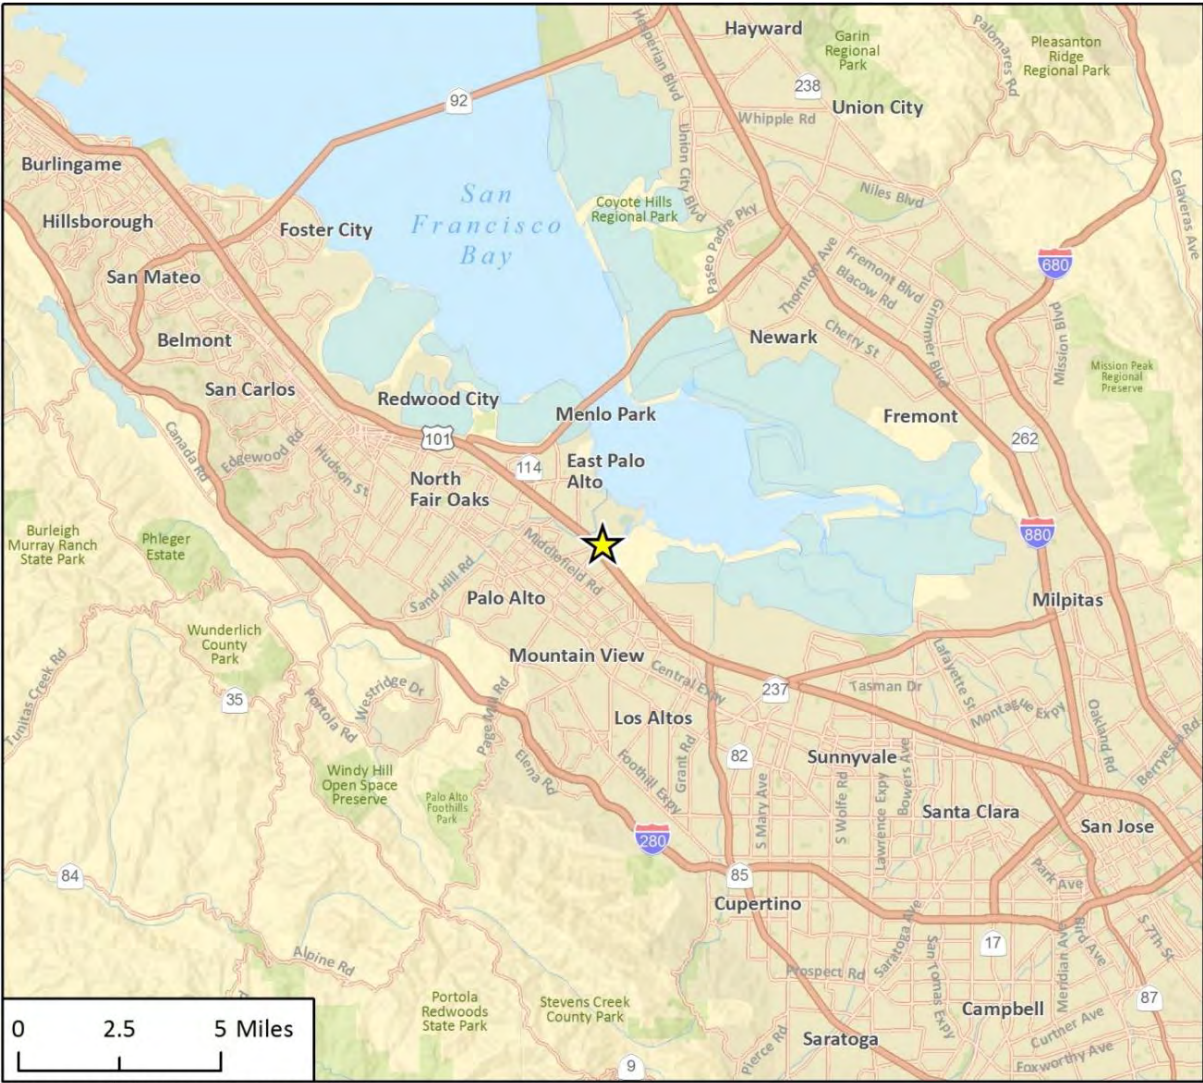 Hayward
Garin
Regional
Park
Pleasanton
Ridge
Regional Park
Palomares Rd
Hesperian Blvd
238
92
Union City
Whipple Rd
Burlingame
Union City Blvd
Niles Blvd
Calaveras Ave
San
Francisco
Bay
Coyote Hills
Regional Park
Hillsborough
Foster City
Paseo Padre Pky
680
San Mateo
Thornton Ave
Fremont Blvd
Blacow Rd
Grimmer Blvd
Mission Blvd
Belmont
Newark
Cherry St
Mission Peak
Regional
Preserve
San Carlos
Redwood City
Menlo Park
Fremont
Canada Rd
Edgewood Rd
Hudson St
101
262
114
East Palo
Alto
North
Fair Oaks
Burleigh
Murray Ranch
State Park
Phleger
Estate
880
Middlefield Rd
Sand Hill Rd
Palo Alto
Milpitas
Wunderlich
County
Park
Mountain View
Tunitas Creek Rd
35
Portola Rd
Westridge Dr
Page Mill Rd
Central Expy
237
Tasman Dr
Lafayette St
Montague Expy
Oakland Rd
Berryessa Rd
Los Altos
Elena Rd
Foothill Expy
Grant Rd
82
Sunnyvale
Windy Hill
Open Space
Preserve
Palo Alto
Foothills
Park
S Mary Ave
S Wolfe Rd
Lawrence Expy
Bowers Ave
Santa Clara
San Jose
280
84
85
Park Ave
Cupertino
Saratoga Ave
San Tomas Expy
17
Meridian Ave
Bird Ave
S 7th St
Alpine Rd
Prospect Rd
Portola
Redwoods
State Park
Stevens Creek
County Park
Campbell
87
Curtner Ave
Foxworthy Ave
Pierce Rd
Saratoga
9
0 2.5 5 Miles